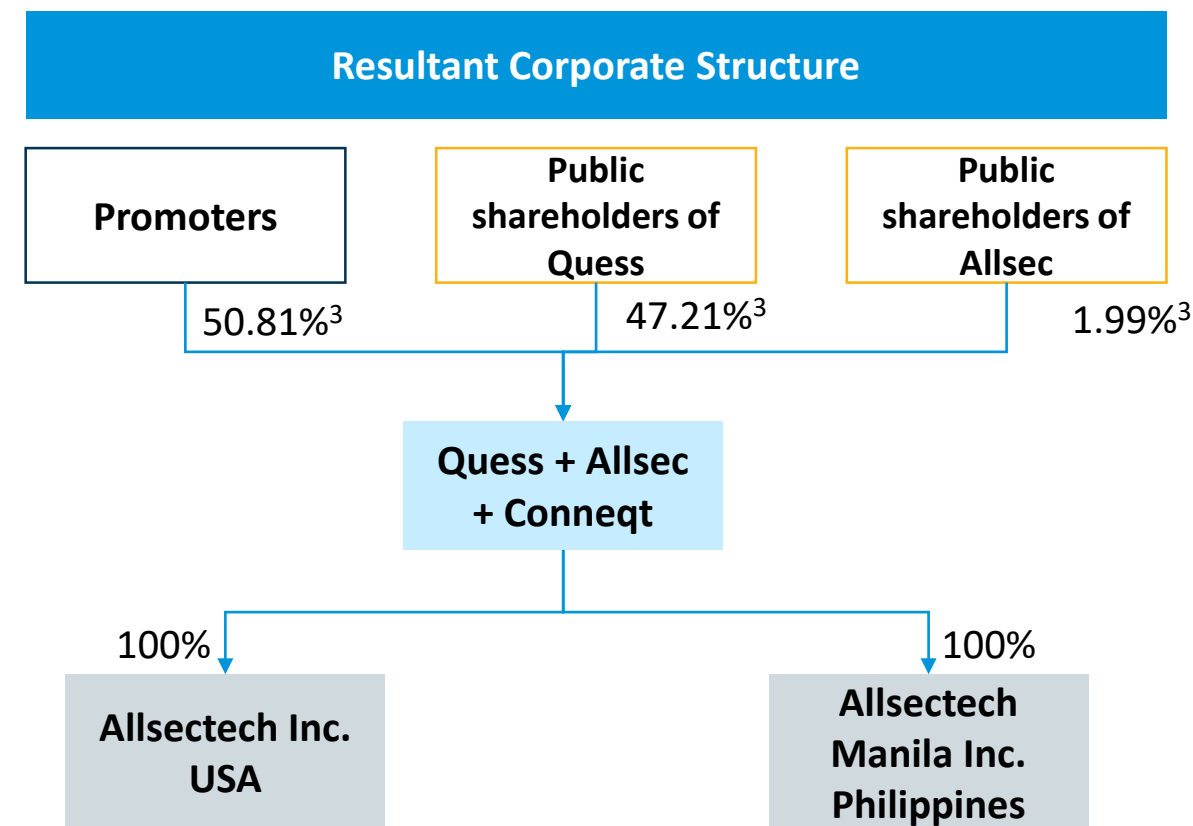 Resultant Corporate Structure
Promoters
Public
shareholders of
Quess
Public
shareholders of
Allsec
50.81%³
47.21%³
1.99%³
Quess + Allsec
+ Conneqt
100%
100%
Allsectech Inc.
USA
Allsectech
Manila Inc.
Philippines